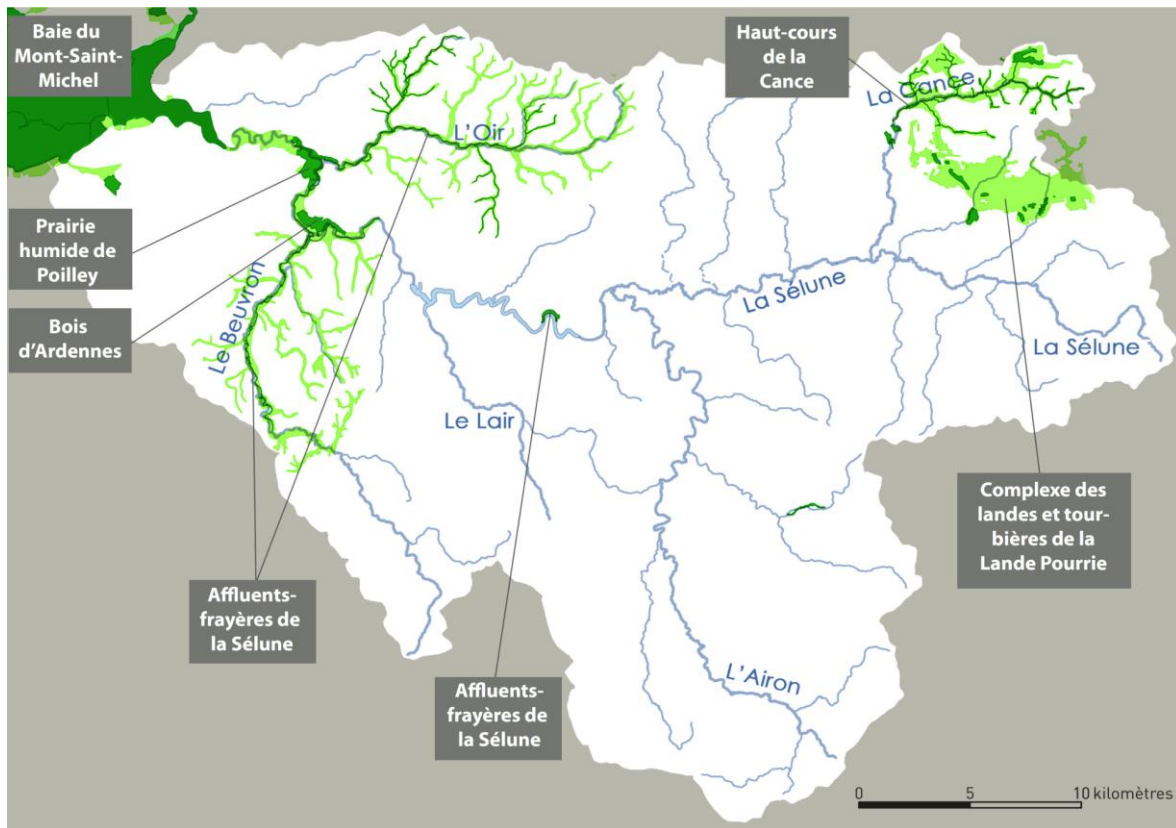 Baie du
Mont-Saint-
Michel
Haut-cours
de la
Cance
La Cance
L'Oir
Prairie
humide de
Poilley
Bois
d'Ardennes
Le Beuvron
La Sélune
La Sélune
Le Lair
Complexe des
landes et tour-
bières de la
Lande Pourrie
Affluents-
frayères de
la Sélune
Affluents-
frayères de
la Sélune
L'Airon
0 5 10 kilomètres